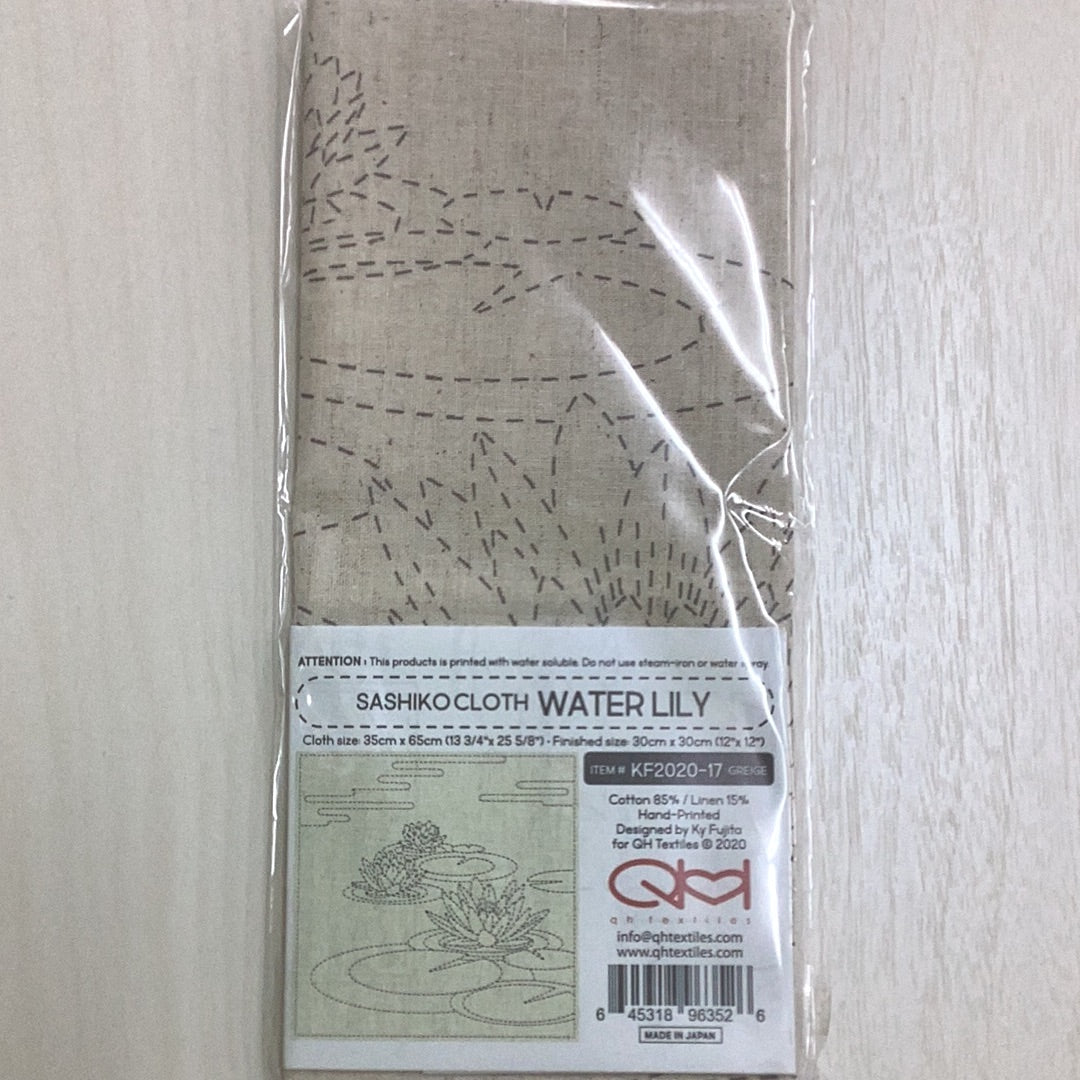 ATTENTION : This products is printed with water soluble. Do not use steam-iron or water spray.
SASHIKO CLOTH WATER LILY
Cloth size: 35cm x 65cm (13 3/4"x 25 5/8") - Finished size: 30cm x 30cm (12"x 12")
ITEM # KF2020-17 GREIGE
Cotton 85% / Linen 15%
Hand-Printed
Designed by Ky Fujita
for QH Textiles © 2020
QH
qh textiles
info@qhtextiles.com
www.qhtextiles.com
6 45318 96352 6
MADE IN JAPAN